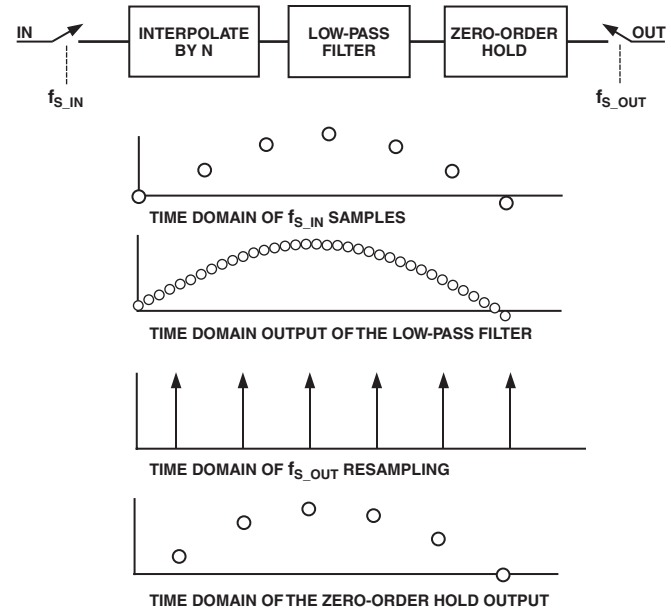 IN
INTERPOLATE
BY N
LOW-PASS
FILTER
ZERO-ORDER
HOLD
OUT
fS_IN
fS_OUT
TIME DOMAIN OF fS_IN SAMPLES
TIME DOMAIN OUTPUT OF THE LOW-PASS FILTER
TIME DOMAIN OF fS_OUT RESAMPLING
TIME DOMAIN OF THE ZERO-ORDER HOLD OUTPUT